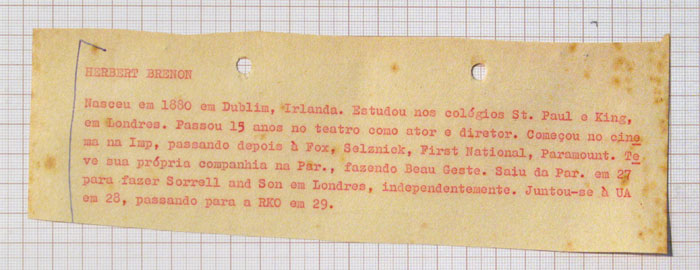 HERBERT BRENON
Nasceu em 1880 em Dublim, Irlanda. Estudou nos colégios St. Paul e King,
em Londres. Passou 15 anos no teatro como ator e diretor. Começou no cine
ma na Imp, passando depois à Fox, Selznick, First National, Paramount. Te
ve sua própria companhia na Par., fazendo Beau Geste. Saiu da Par. em 27
para fazer Sorrell and Son em Londres, independentemente. Juntou-se à UA
em 28, passando para a RKO em 29.